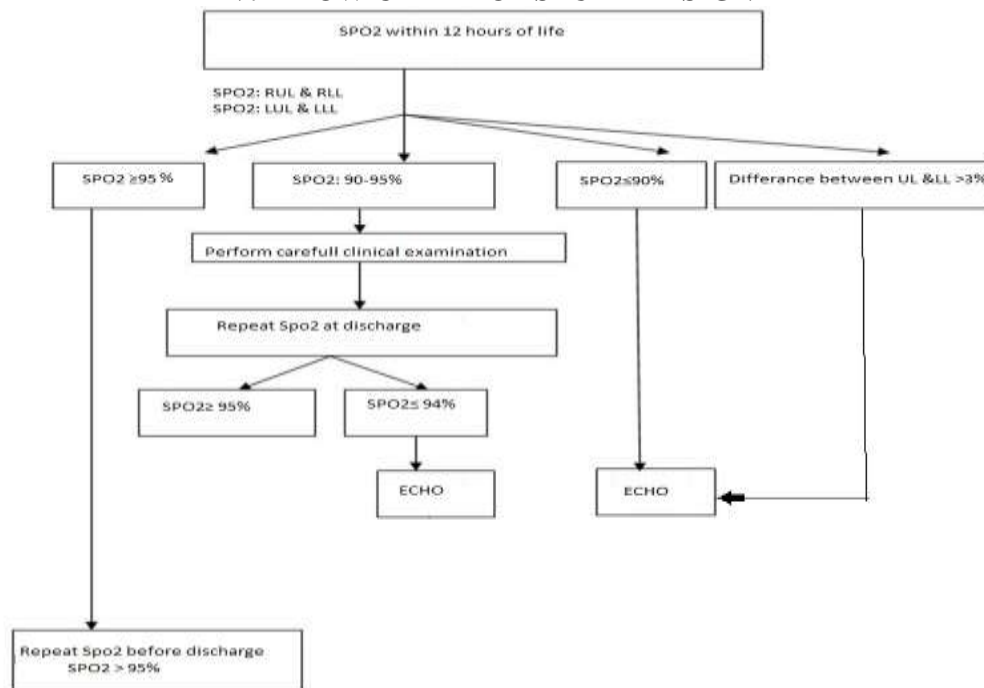 SPO2 within 12 hours of life
SPO2: RUL & RLL
SPO2: LUL & LLL
SPO2 ≥95 %
SPO2: 90-95%
SPO2≤90%
Differance between UL &LL >3%
Perform carefull clinical examination
Repeat Spo2 at discharge
SPO2≥ 95%
SPO2≤ 94%
ECHO
ECHO
Repeat Spo2 before discharge
SPO2 > 95%